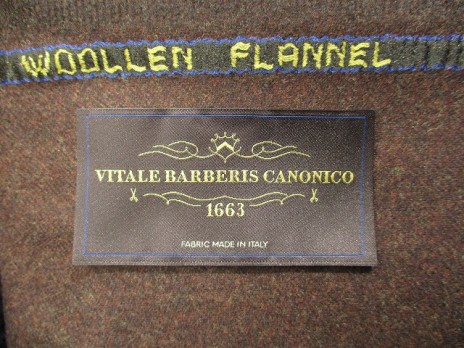 WOOLLEN FLANNEL
VITALE BARBERIS CANONICO
1663
FABRIC MADE IN ITALY